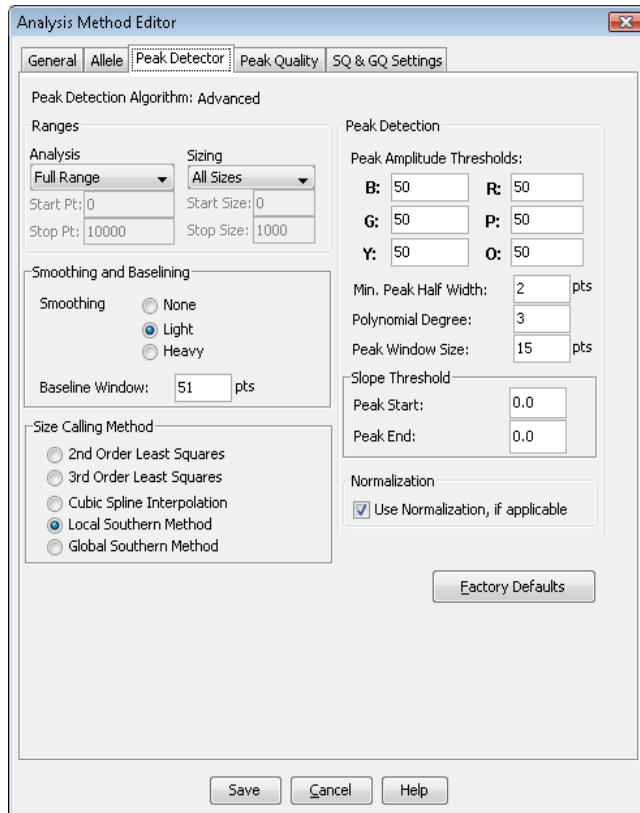 Analysis Method Editor
General Allele Peak Detector Peak Quality SQ & GQ Settings
Peak Detection Algorithm: Advanced
Ranges
Analysis
Full Range
Start Pt: 0
Stop Pt: 10000
Sizing
All Sizes
Start Size: 0
Stop Size: 1000
Smoothing and Baselining
Smoothing
None
Light
Heavy
Baseline Window: 51 pts
Size Calling Method
2nd Order Least Squares
3rd Order Least Squares
Cubic Spline Interpolation
Local Southern Method
Global Southern Method
Peak Detection
Peak Amplitude Thresholds:
B: 50 R: 50
G: 50 P: 50
Y: 50 O: 50
Min. Peak Half Width: 2 pts
Polynomial Degree: 3
Peak Window Size: 15 pts
Slope Threshold
Peak Start: 0.0
Peak End: 0.0
Normalization
Use Normalization, if applicable
Factory Defaults
Save Cancel Help